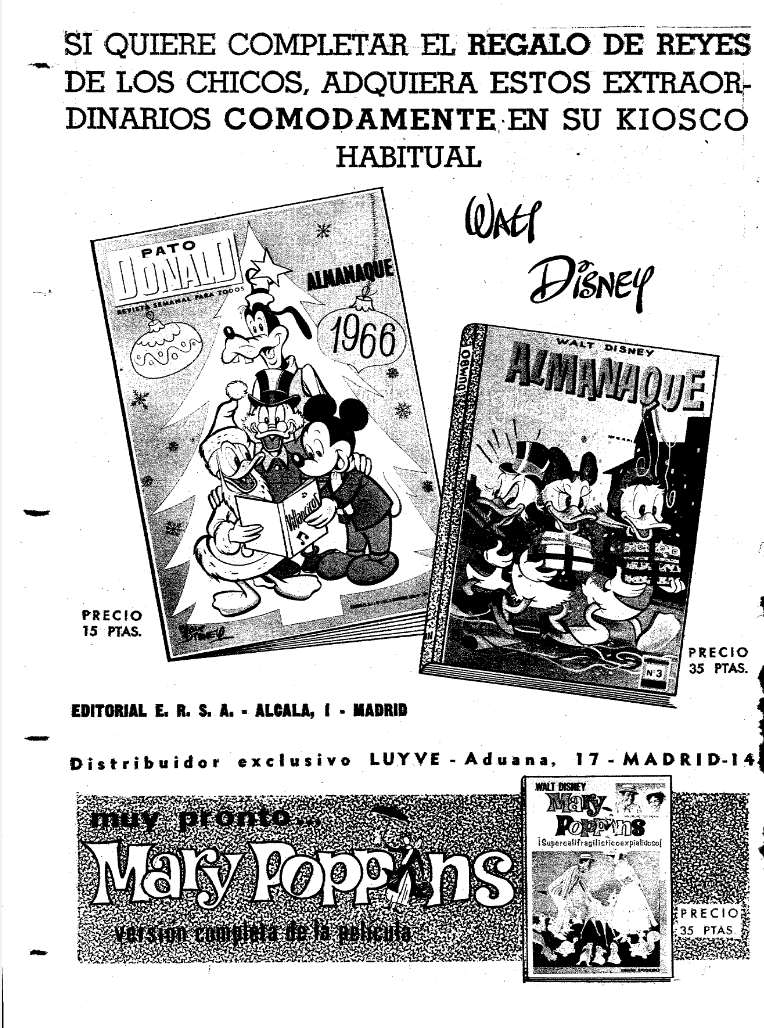 SI QUIERE COMPLETAR EL REGALO DE REYES
DE LOS CHICOS, ADQUIERA ESTOS EXTRAOR-
DINARIOS COMODAMENTE EN SU KIOSCO
HABITUAL
WALT
DISNEY
PATO
DONALD
REVISTA SEMANAL PARA TODOS
ALMANAQUE
1966
Villancicos
WALT DISNEY
ALMANAQUE
DUMBO
Nº3
PRECIO
15 PTAS.
PRECIO
35 PTAS.
EDITORIAL E. R. S. A. - ALCALA, 1 - MADRID
Distribuidor exclusivo LUYVE - Aduana, 17 - MADRID-14
muy pronto...
Mary Poppins
versión completa de la película
WALT DISNEY
Mary
POPPINS
¡Supercalifragilisticoexpialidoso!
PRECIO
35 PTAS.